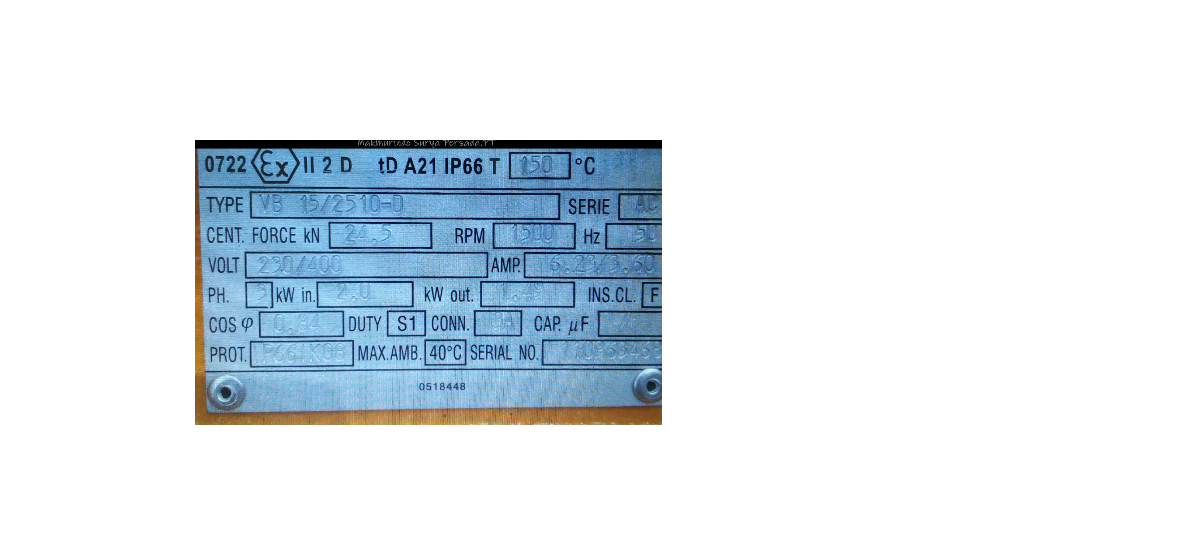 Makmurindo Surya Persada.PT
0722 Ex II 2 D tD A21 IP66 T 150 °C
TYPE VB 15/2510-D SERIE AC
CENT. FORCE kN 24.5 RPM 1500 Hz 50
VOLT 230/400 AMP. 6.23/3.60
PH. 3 kW in. 2.0 kW out. INS.CL. F
COS φ 0.84 DUTY S1 CONN. CAP. µF
PROT. MAX.AMB. 40°C SERIAL NO.
0518448